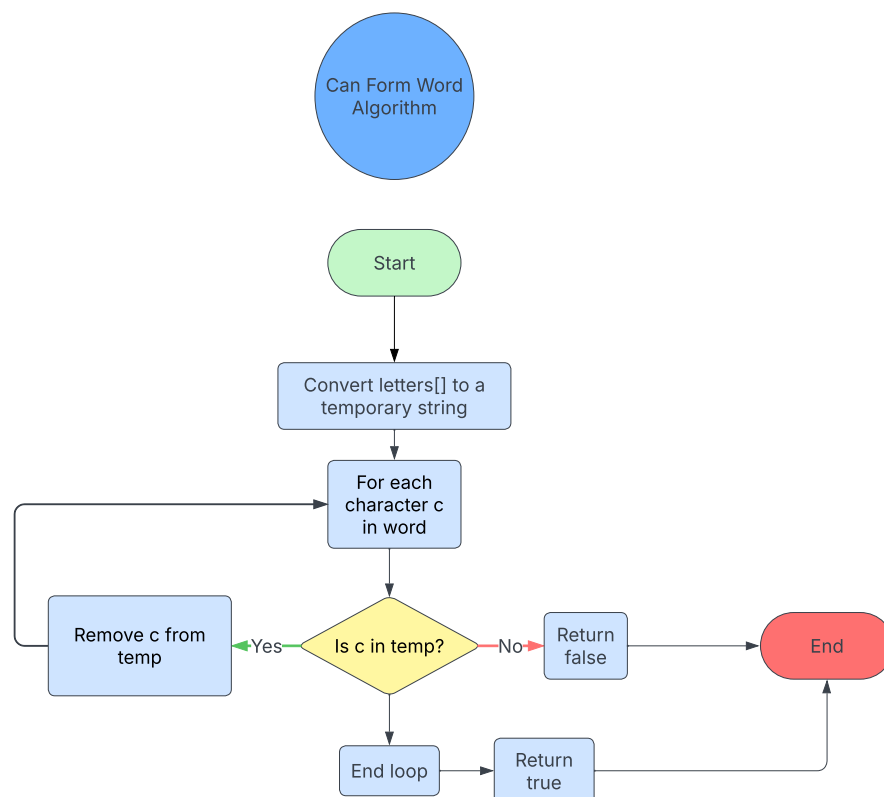 Can Form Word
Algorithm
Start
Convert letters[] to a
temporary string
For each
character c
in word
Remove c from
temp
Yes
Is c in temp?
No
Return
false
End
End loop
Return
true